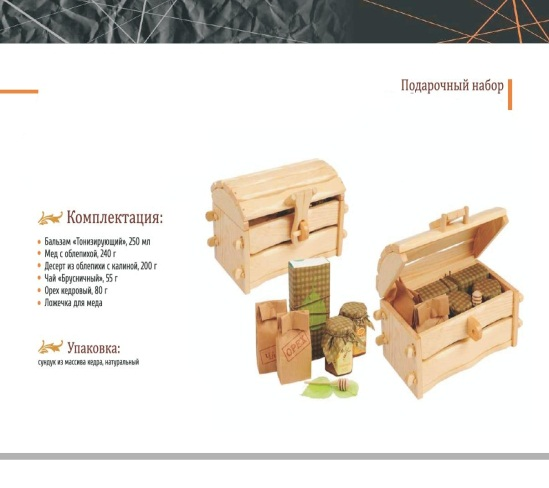 Подарочный набор
Комплектация:
Бальзам «Тонизирующий», 250 мл
Мед с облепихой, 240 г
Десерт из облепихи с калиной, 200 г
Чай «Брусничный», 55 г
Орех кедровый, 80 г
Ложечка для меда
Упаковка:
сундук из массива кедра, натуральный
ЧАЙ
ОРЕХ